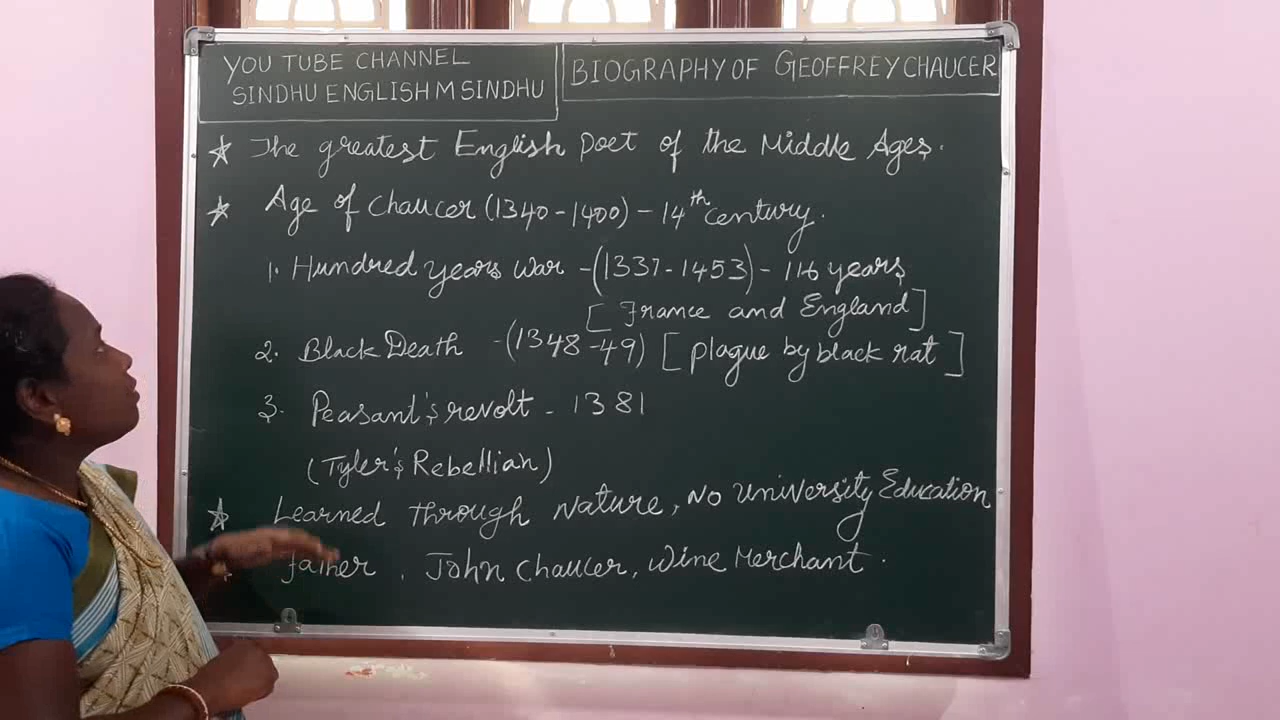 YOU TUBE CHANNEL
SINDHU ENGLISH M SINDHU
BIOGRAPHY OF GEOFFREY CHAUCER
☆ The greatest English poet of the Middle Ages.
☆ Age of Chaucer (1340 - 1400) - 14th century.
1. Hundred years war - (1337 - 1453) - 116 years
[France and England]
2. Black Death - (1348 - 49) [plague by black rat]
3. Peasant's revolt - 1381
(Tyler's Rebellian)
☆ Learned through Nature, No University Education
father . John Chaucer, Wine Merchant.